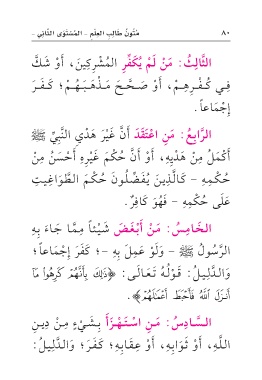 ٨٠
مُتُونُ طَالِبِ العِلْمِ - المُسْتَوَى الثَّانِي -
الثَّالِثُ: مَنْ لَمْ يُكَفِّرِ المُشْرِكِينَ، أَوْ شَكَّ
فِي كُفْرِهِمْ، أَوْ صَحَّحَ مَذْهَبَهُمْ؛ كَفَرَ
إِجْمَاعاً.
الرَّابِعُ: مَنِ اعْتَقَدَ أَنَّ غَيْرَ هَدْيِ النَّبِيِّ ﷺ
أَكْمَلُ مِنْ هَدْيِهِ، أَوْ أَنَّ حُكْمَ غَيْرِهِ أَحْسَنُ مِنْ
حُكْمِهِ - كَالَّذِينَ يُفَضِّلُونَ حُكْمَ الطَّوَاغِيتِ
عَلَى حُكْمِهِ - فَهُوَ كَافِرٌ.
الخَامِسُ: مَنْ أَبْغَضَ شَيْئاً مِمَّا جَاءَ بِهِ
الرَّسُولُ ﷺ - وَلَوْ عَمِلَ بِهِ -؛ كَفَرَ إِجْمَاعاً؛
وَالدَّلِيلُ: قَوْلُهُ تَعَالَى: ﴿ذَلِكَ بِأَنَّهُمْ كَرِهُوا مَا
أَنزَلَ اللَّهُ فَأَحْبَطَ أَعْمَالَهُمْ﴾.
السَّادِسُ: مَنِ اسْتَهْزَأَ بِشَيْءٍ مِنْ دِينِ
اللَّهِ، أَوْ ثَوَابِهِ، أَوْ عِقَابِهِ؛ كَفَرَ؛ وَالدَّلِيلُ: